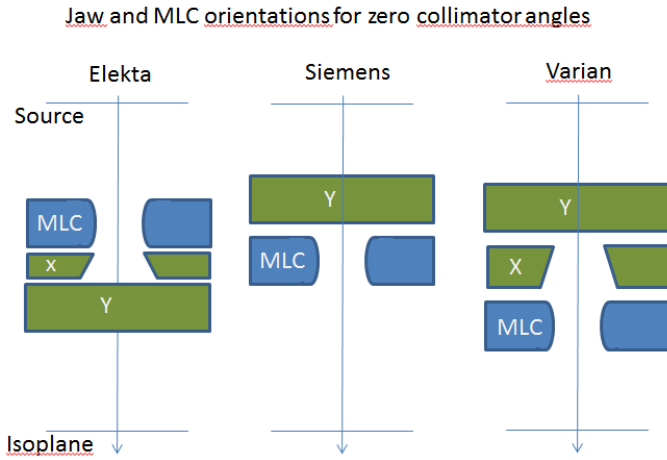 Jaw and MLC orientations for zero collimator angles
Elekta
Siemens
Varian
Source
Y
Y
MLC
MLC
x
X
Y
MLC
Isoplane